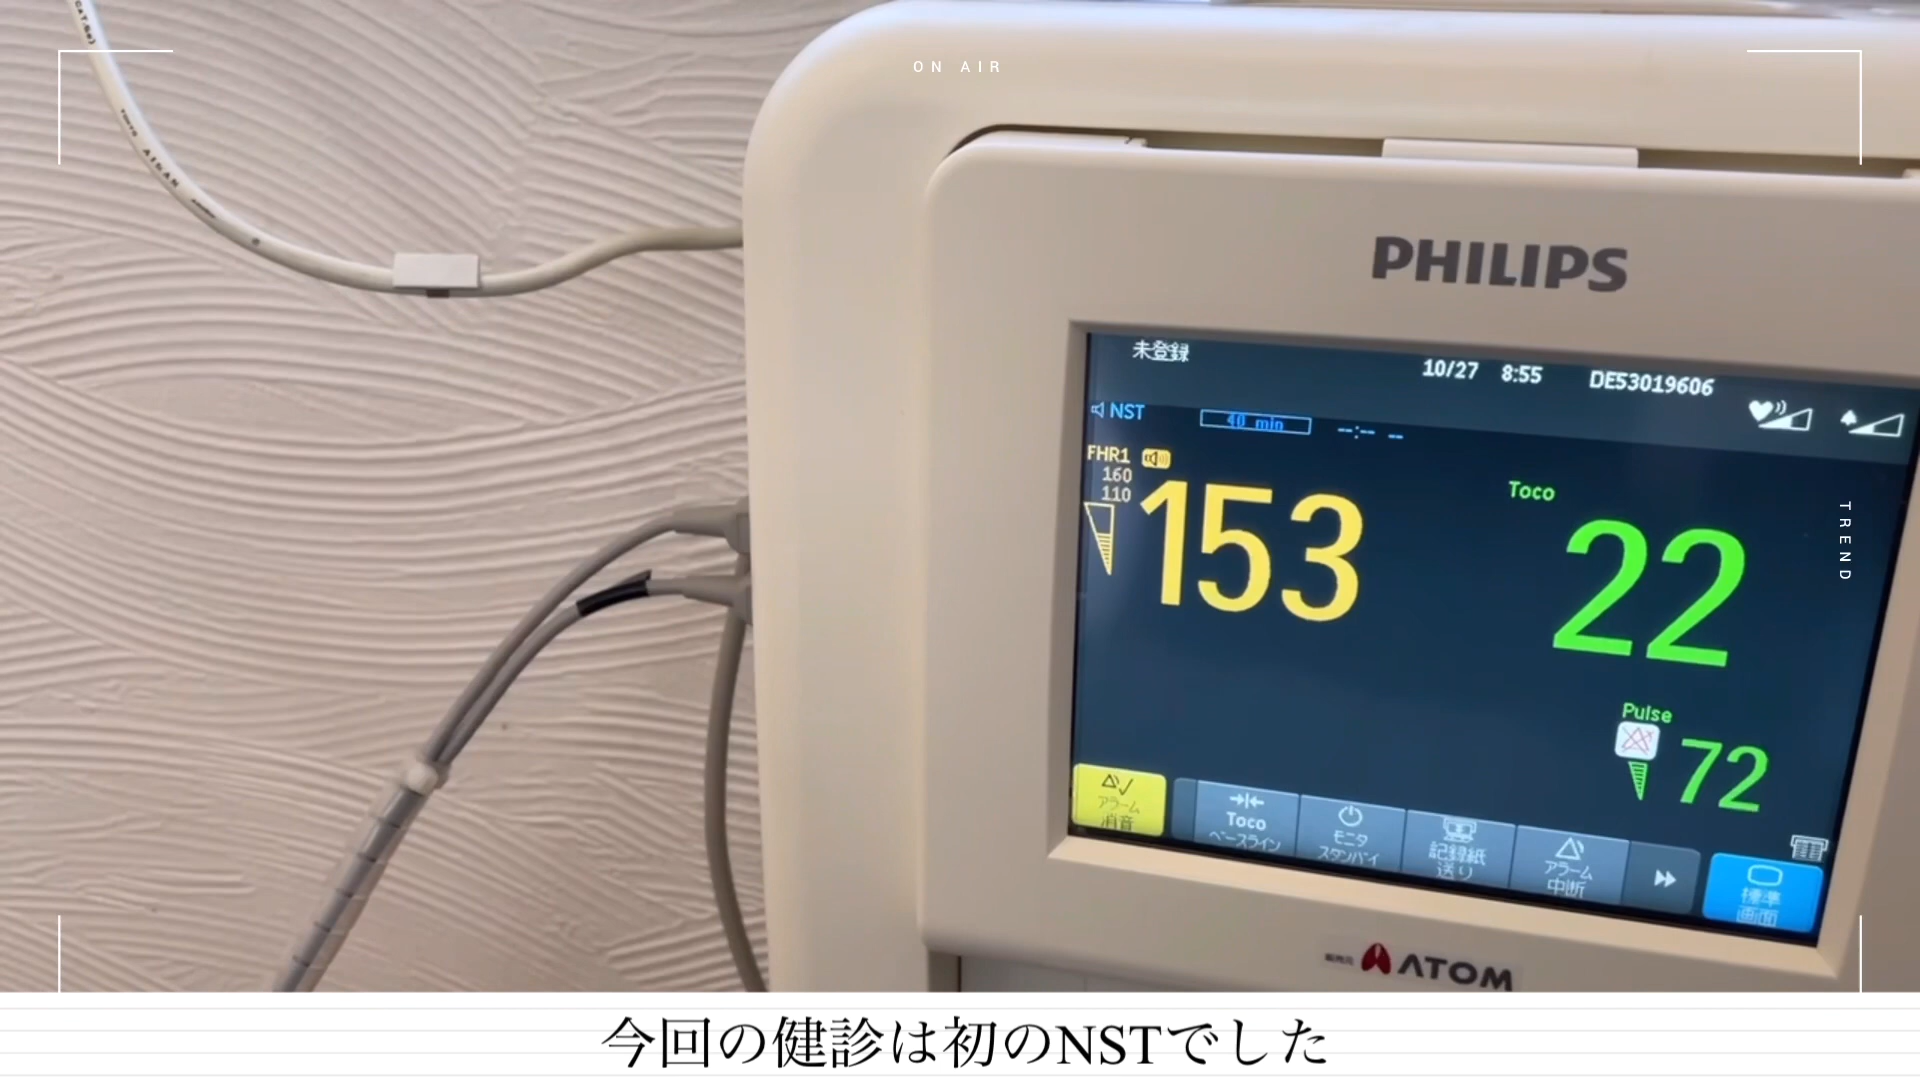 ON AIR
PHILIPS
未登録
10/27 8:55 DE53019606
NST 40 min --:-- --
FHR1
160
110
153
Toco
22
TREND
Pulse
72
アラーム
消音
Toco
ベースライン
モニタ
スタンバイ
記録紙
送り
アラーム
中断
標準
画面
ATOM
今回の健診は初のNSTでした